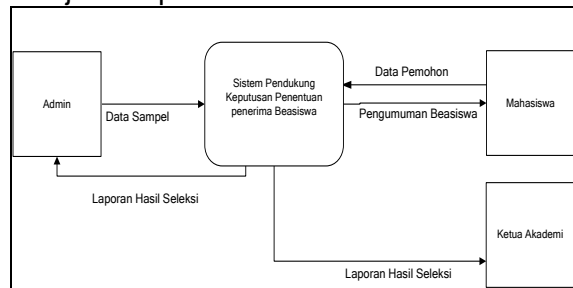 Sistem Pendukung
Keputusan Penentuan
penerima Beasiswa
Admin
Data Sampel
Data Pemohon
Pengumuman Beasiswa
Mahasiswa
Laporan Hasil Seleksi
Ketua Akademi
Laporan Hasil Seleksi